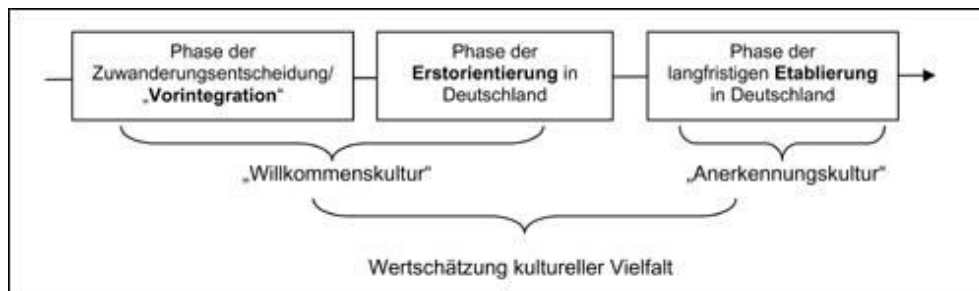 Phase der
Zuwanderungsentscheidung/
„Vorintegration“
Phase der
Erstorientierung in
Deutschland
Phase der
langfristigen Etablierung
in Deutschland
„Willkommenskultur“
„Anerkennungskultur“
Wertschätzung kultureller Vielfalt